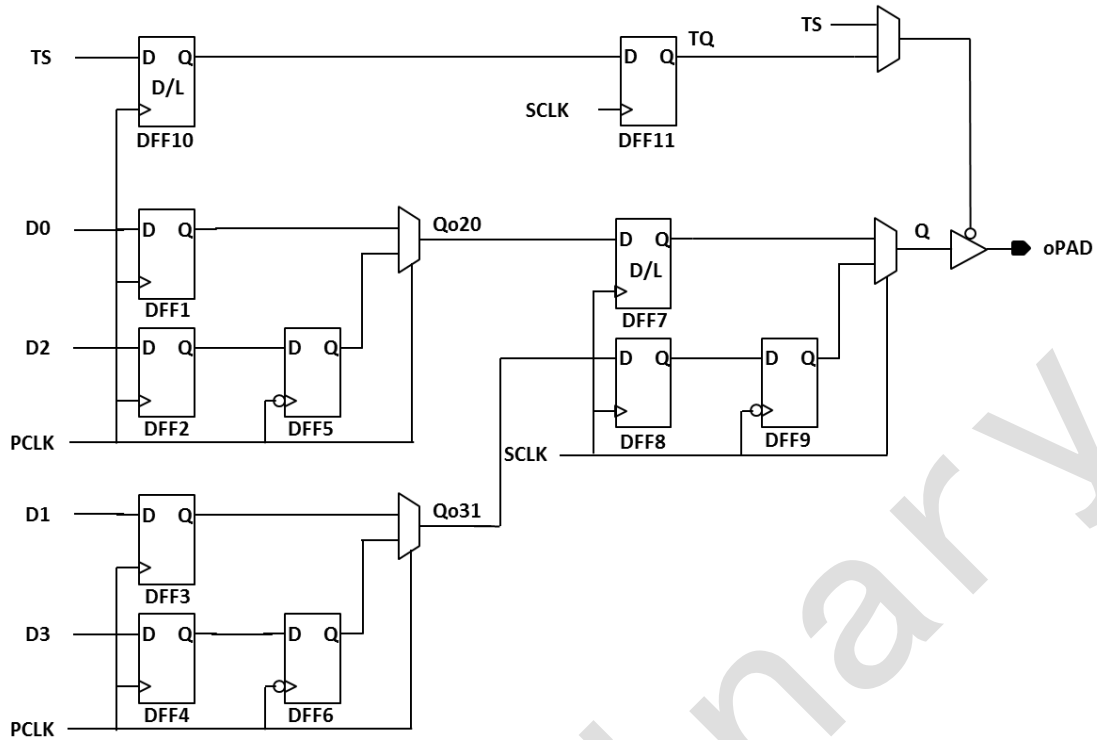 TS
D Q
D/L
DFF10
D Q
DFF11
SCLK
TQ
TS
D0
D Q
DFF1
Qo20
D2
D Q
DFF2
D Q
DFF5
PCLK
D Q
D/L
DFF7
Q
oPAD
D Q
DFF8
D Q
DFF9
SCLK
D1
D Q
DFF3
Qo31
D3
D Q
DFF4
D Q
DFF6
PCLK